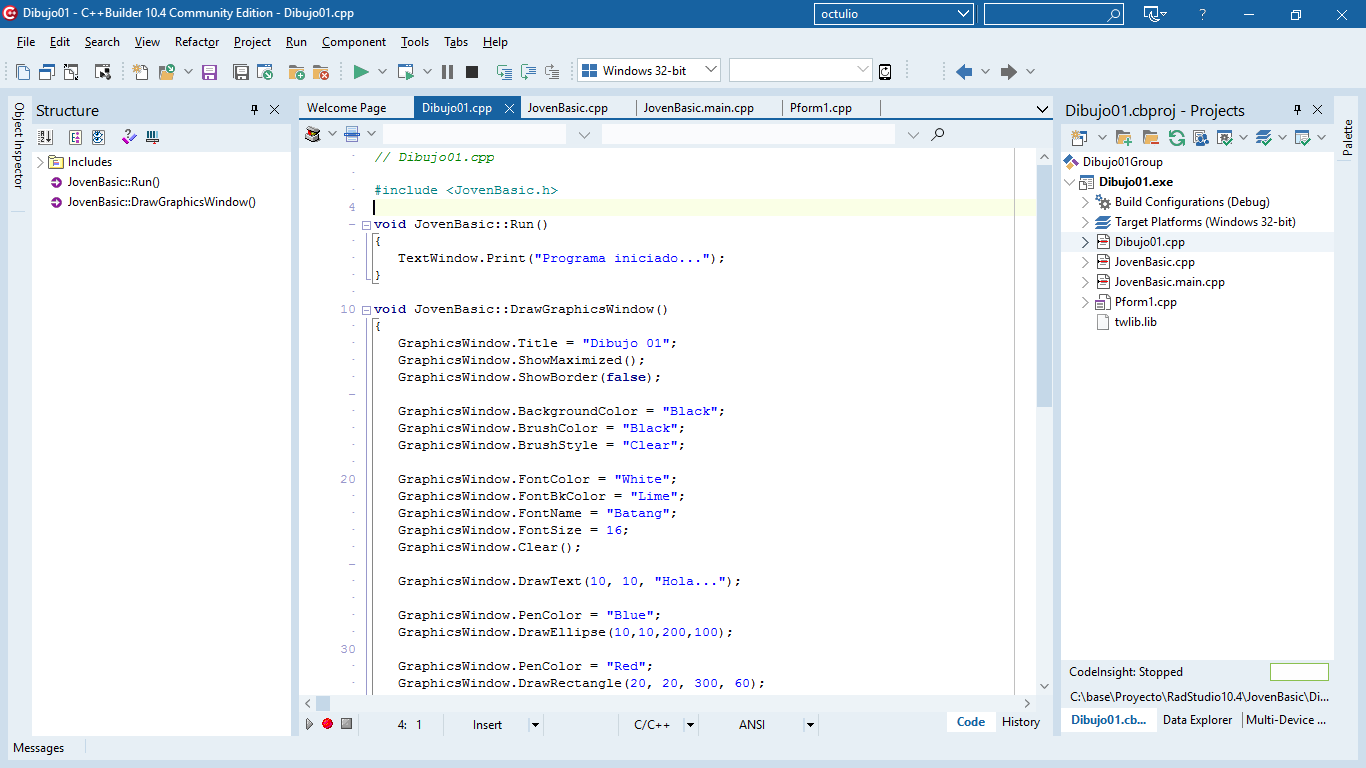 Dibujo01 - C++Builder 10.4 Community Edition - Dibujo01.cpp
octulio
?
File Edit Search View Refactor Project Run Component Tools Tabs Help
Windows 32-bit
Object Inspector
Structure
Includes
JovenBasic::Run()
JovenBasic::DrawGraphicsWindow()
Welcome Page Dibujo01.cpp JovenBasic.cpp JovenBasic.main.cpp Pform1.cpp
// Dibujo01.cpp
#include <JovenBasic.h>
4
void JovenBasic::Run()
{
TextWindow.Print("Programa iniciado...");
}
10 void JovenBasic::DrawGraphicsWindow()
{
GraphicsWindow.Title = "Dibujo 01";
GraphicsWindow.ShowMaximized();
GraphicsWindow.ShowBorder(false);
GraphicsWindow.BackgroundColor = "Black";
GraphicsWindow.BrushColor = "Black";
GraphicsWindow.BrushStyle = "Clear";
20 GraphicsWindow.FontColor = "White";
GraphicsWindow.FontBkColor = "Lime";
GraphicsWindow.FontName = "Batang";
GraphicsWindow.FontSize = 16;
GraphicsWindow.Clear();
GraphicsWindow.DrawText(10, 10, "Hola...");
GraphicsWindow.PenColor = "Blue";
GraphicsWindow.DrawEllipse(10,10,200,100);
30
GraphicsWindow.PenColor = "Red";
GraphicsWindow.DrawRectangle(20, 20, 300, 60);
4: 1 Insert C/C++ ANSI Code History
Dibujo01.cbproj - Projects
Palette
Dibujo01Group
Dibujo01.exe
Build Configurations (Debug)
Target Platforms (Windows 32-bit)
Dibujo01.cpp
JovenBasic.cpp
JovenBasic.main.cpp
Pform1.cpp
twlib.lib
CodeInsight: Stopped
C:\base\Proyecto\RadStudio10.4\JovenBasic\Di...
Dibujo01.cb... Data Explorer Multi-Device ...
Messages